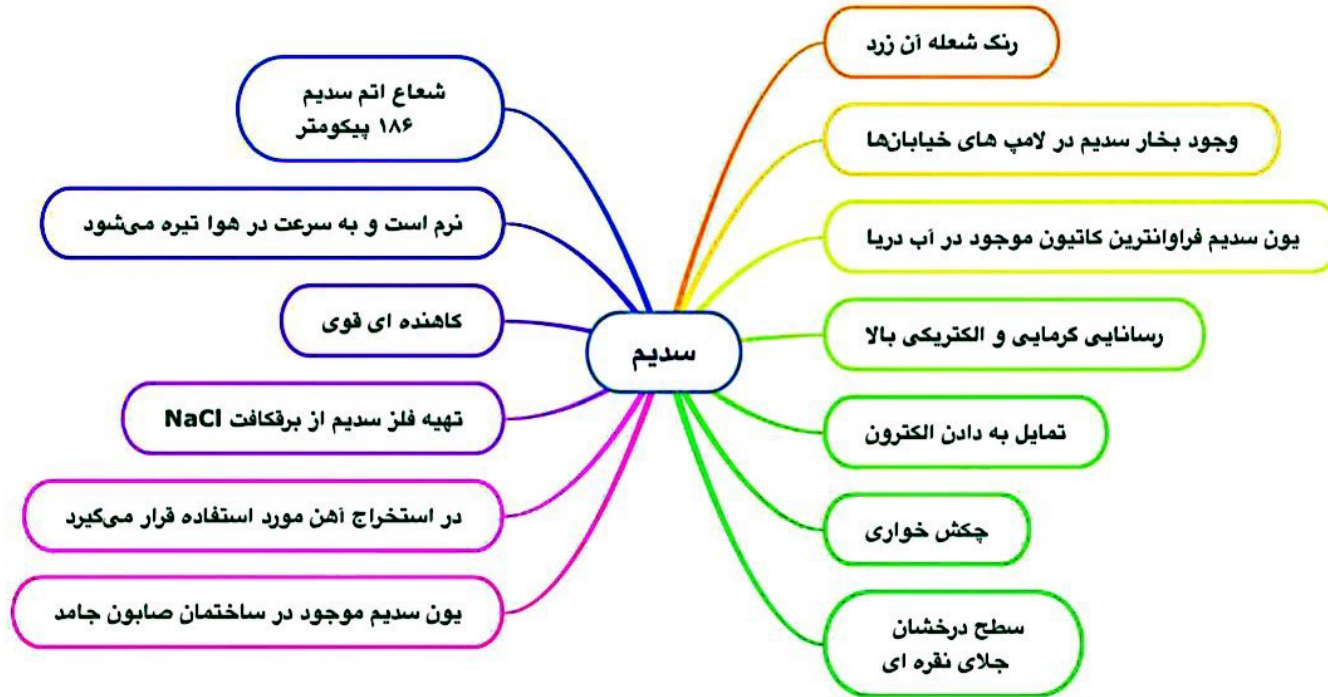 سدیم
رنگ شعله آن زرد
وجود بخار سدیم در لامپ های خیابان‌ها
یون سدیم فراوانترین کاتیون موجود در آب دریا
رسانایی گرمایی و الکتریکی بالا
تمایل به دادن الکترون
چکش خواری
سطح درخشان
جلای نقره ای
شعاع اتم سدیم
۱۸۶ پیکومتر
نرم است و به سرعت در هوا تیره می‌شود
کاهنده ای قوی
تهیه فلز سدیم از برقکافت NaCl
در استخراج آهن مورد استفاده قرار می‌گیرد
یون سدیم موجود در ساختمان صابون جامد